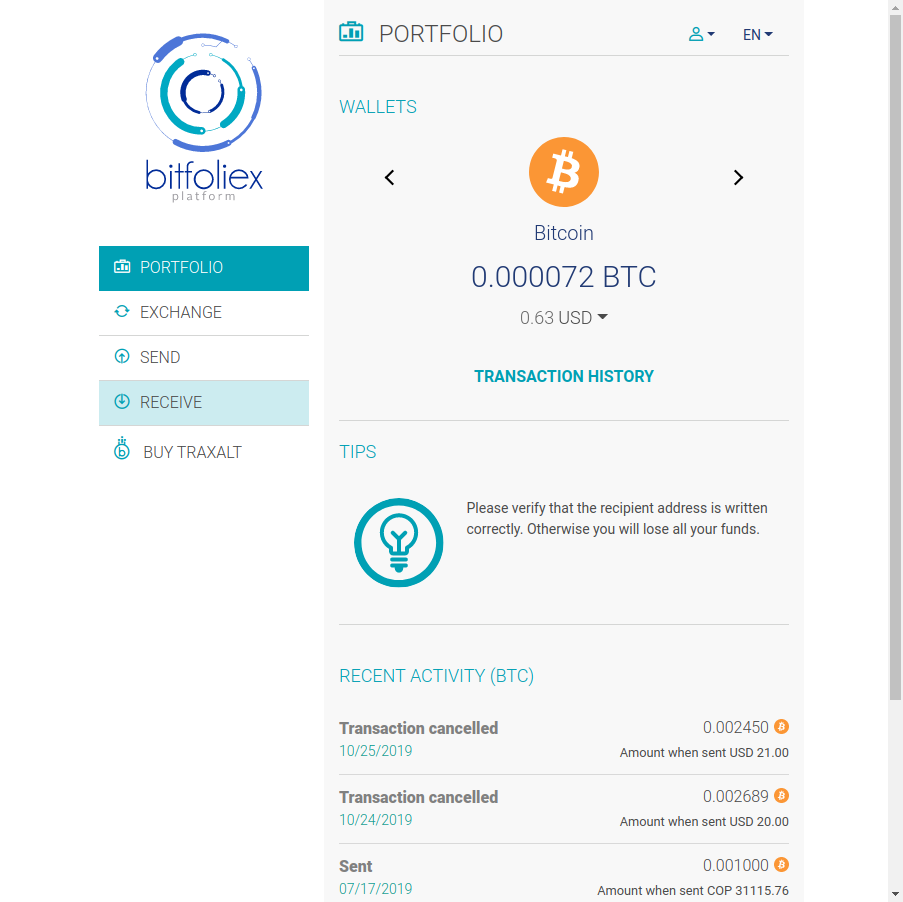 bitfoliex
platform
PORTFOLIO
EXCHANGE
SEND
RECEIVE
BUY TRAXALT
PORTFOLIO
EN
WALLETS
Bitcoin
0.000072 BTC
0.63 USD
TRANSACTION HISTORY
TIPS
Please verify that the recipient address is written
correctly. Otherwise you will lose all your funds.
RECENT ACTIVITY (BTC)
Transaction cancelled
0.002450
10/25/2019
Amount when sent USD 21.00
Transaction cancelled
0.002689
10/24/2019
Amount when sent USD 20.00
Sent
0.001000
07/17/2019
Amount when sent COP 31115.76